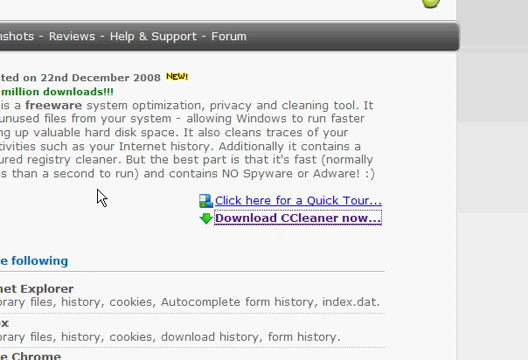 nshots - Reviews - Help & Support - Forum
ted on 22nd December 2008 NEW!
million downloads!!!
is a freeware system optimization, privacy and cleaning tool. It
unused files from your system - allowing Windows to run faster
ng up valuable hard disk space. It also cleans traces of your
tivities such as your Internet history. Additionally it contains a
ured registry cleaner. But the best part is that it's fast (normally
s than a second to run) and contains NO Spyware or Adware! :)
Click here for a Quick Tour...
Download CCleaner now...
e following
net Explorer
rary files, history, cookies, Autocomplete form history, index.dat.
ox
rary files, history, cookies, download history, form history.
e Chrome